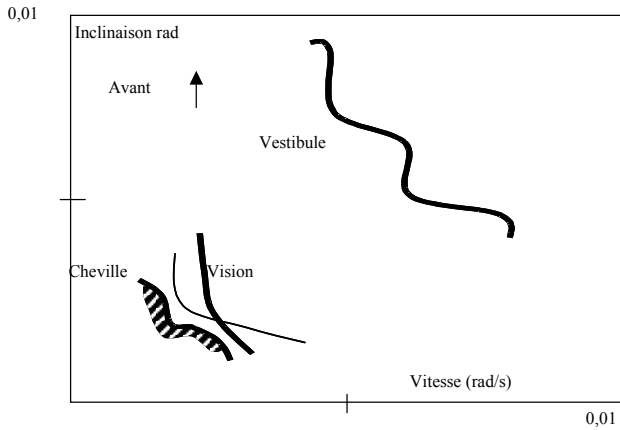 0,01
Inclinaison rad
Avant
Vestibule
Cheville
Vision
Vitesse (rad/s)
0,01